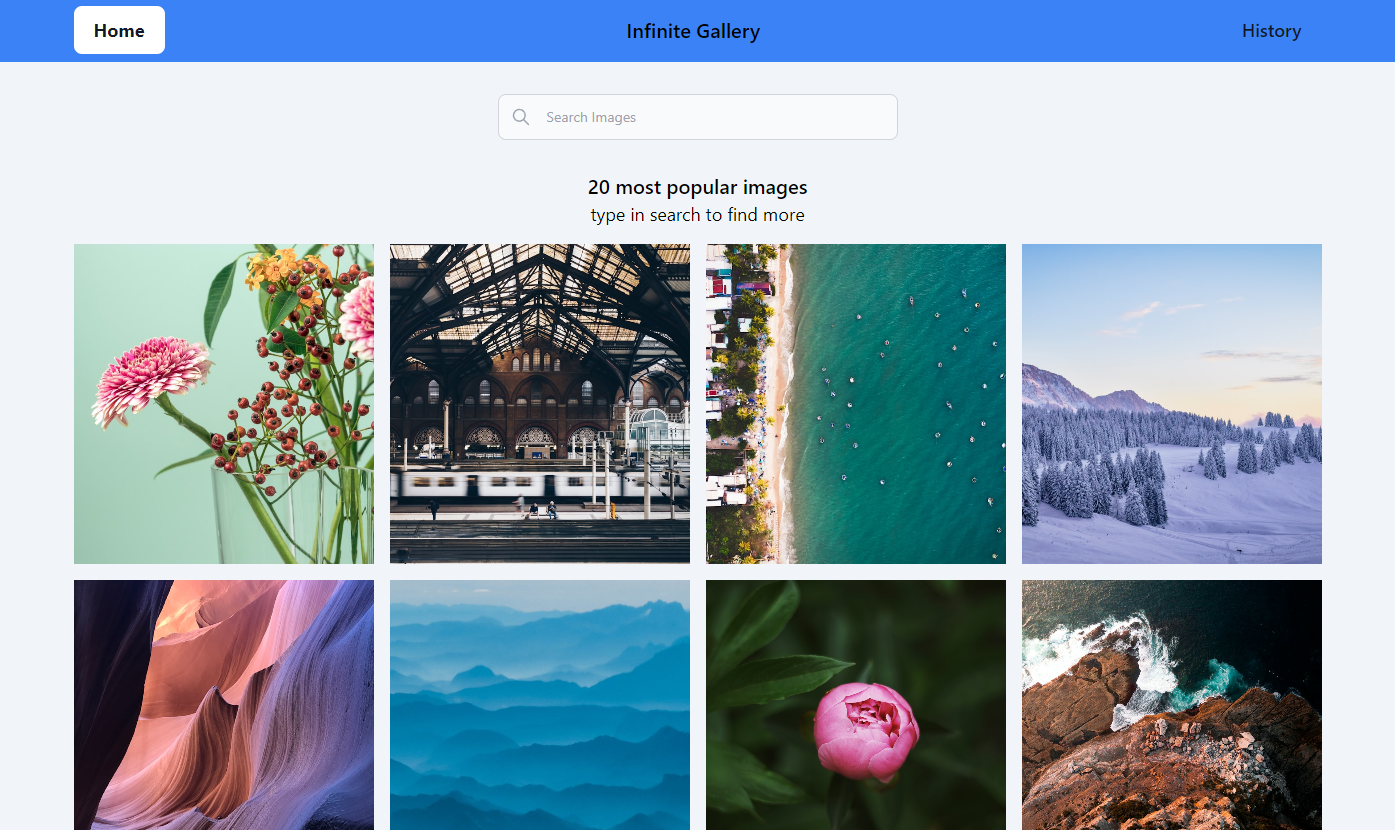 Home
Infinite Gallery
History
Search Images
20 most popular images
type in search to find more